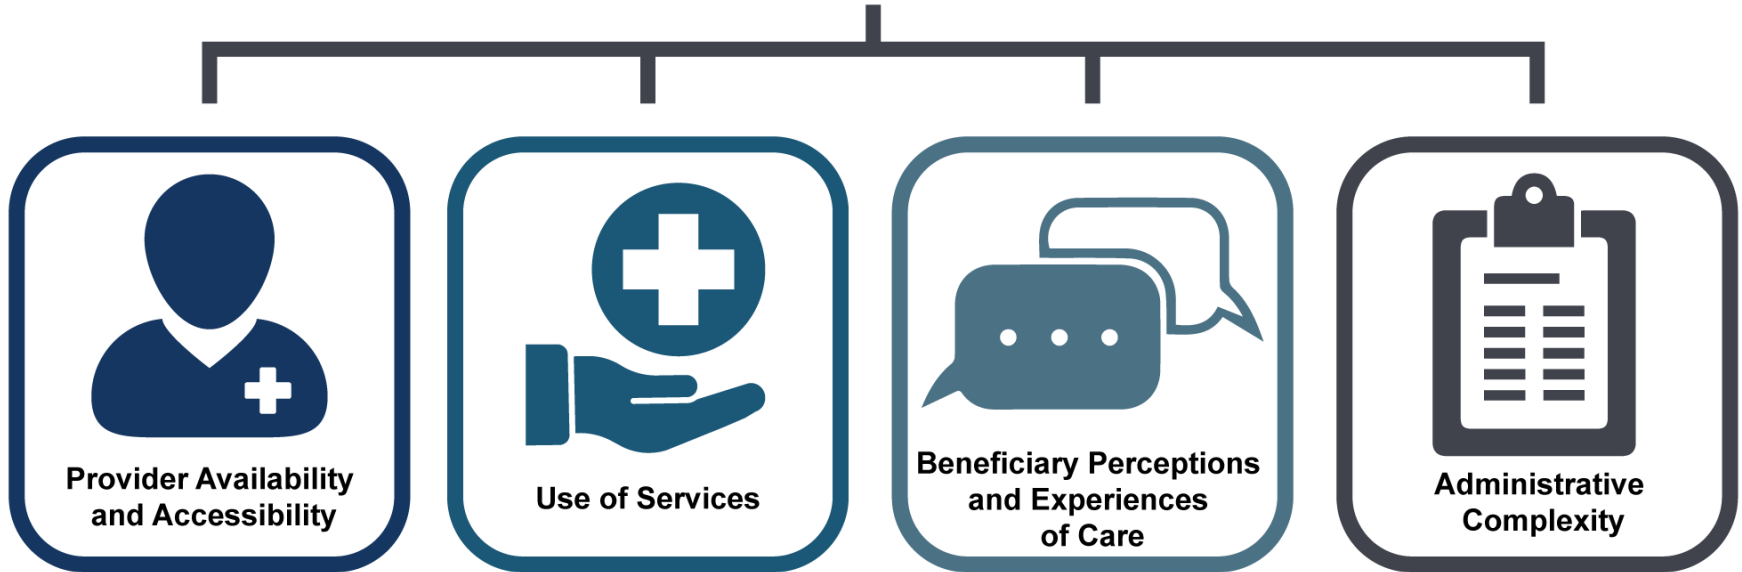 Provider Availability
and Accessibility
Use of Services
Beneficiary Perceptions
and Experiences
of Care
Administrative
Complexity